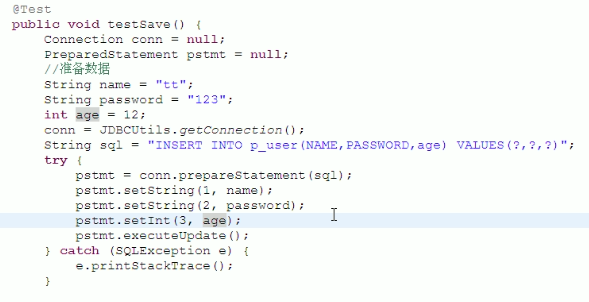 @Test
public void testSave() {
Connection conn = null;
PreparedStatement pstmt = null;
//准备数据
String name = "tt";
String password = "123";
int age = 12;
conn = JDBCUtils.getConnection();
String sql = "INSERT INTO p_user(NAME,PASSWORD,age) VALUES(?,?,?)";
try {
pstmt = conn.prepareStatement(sql);
pstmt.setString(1, name);
pstmt.setString(2, password);
pstmt.setInt(3, age);
pstmt.executeUpdate();
} catch (SQLException e) {
e.printStackTrace();
}